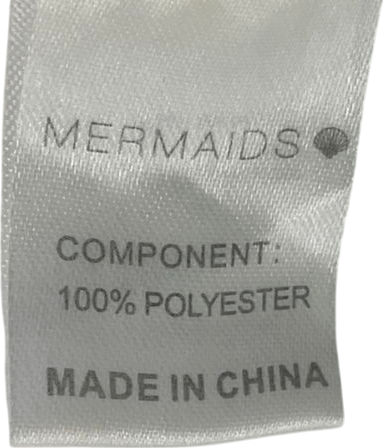 MERMAIDS
COMPONENT:
100% POLYESTER
MADE IN CHINA